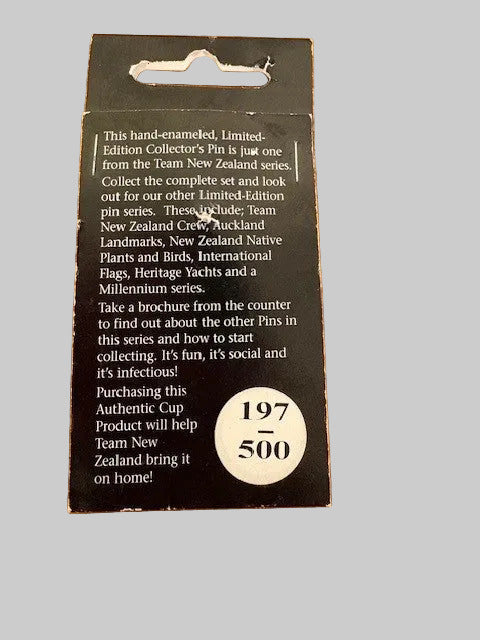 This hand-enameled, Limited-
Edition Collector's Pin is just one
from the Team New Zealand series.
Collect the complete set and look
out for our other Limited-Edition
pin series. These include; Team
New Zealand Crew, Auckland
Landmarks, New Zealand Native
Plants and Birds, International
Flags, Heritage Yachts and a
Millennium series.
Take a brochure from the counter
to find out about the other Pins in
this series and how to start
collecting. It's fun, it's social and
it's infectious!
Purchasing this
Authentic Cup
Product will help
Team New
Zealand bring it
on home!
197
500